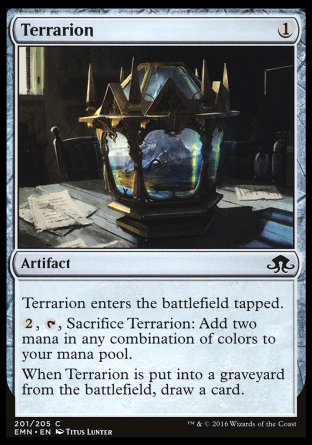 Terrarion 1
Artifact
Terrarion enters the battlefield tapped.
2, , Sacrifice Terrarion: Add two
mana in any combination of colors to
your mana pool.
When Terrarion is put into a graveyard
from the battlefield, draw a card.
201/205 C
EMN • EN Titus Lunter
™ & © 2016 Wizards of the Coast